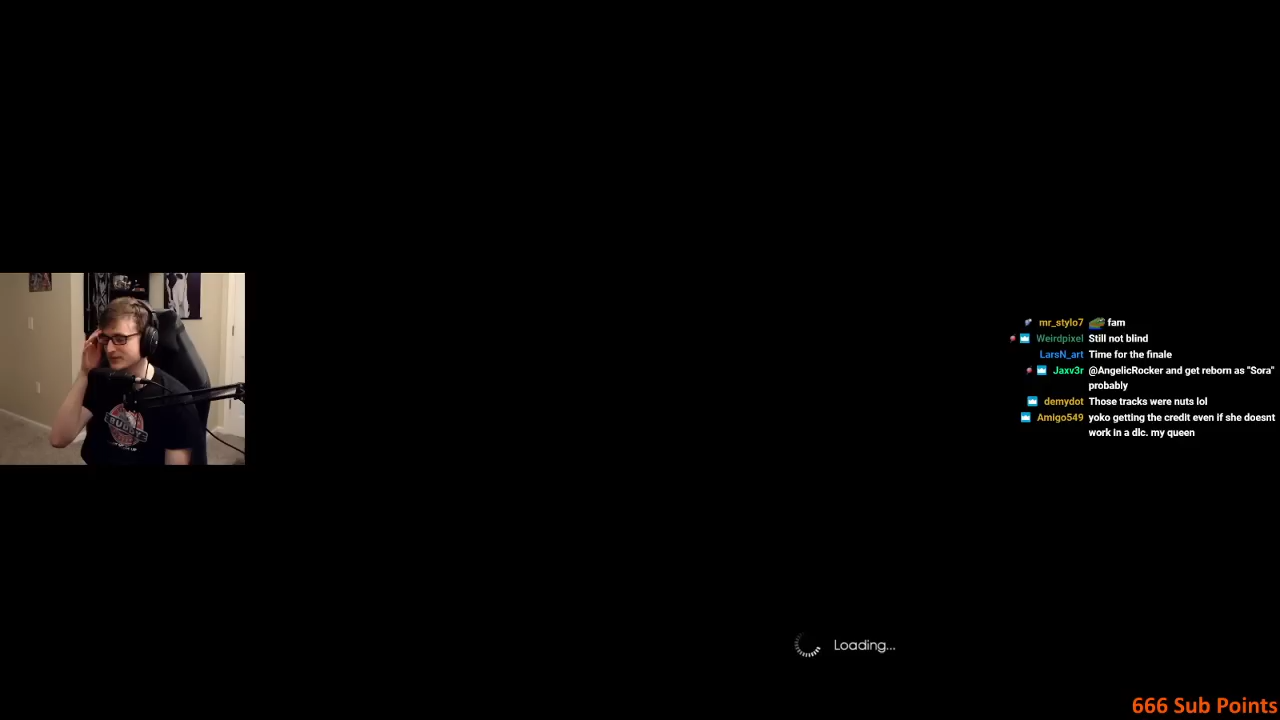 mr_stylo7 fam
Weirdpixel Still not blind
LarsN_art Time for the finale
Jaxv3r @AngelicRocker and get reborn as "Sora"
probably
demydot Those tracks were nuts lol
Amigo549 yoko getting the credit even if she doesnt
work in a dlc. my queen
Loading...
666 Sub Points